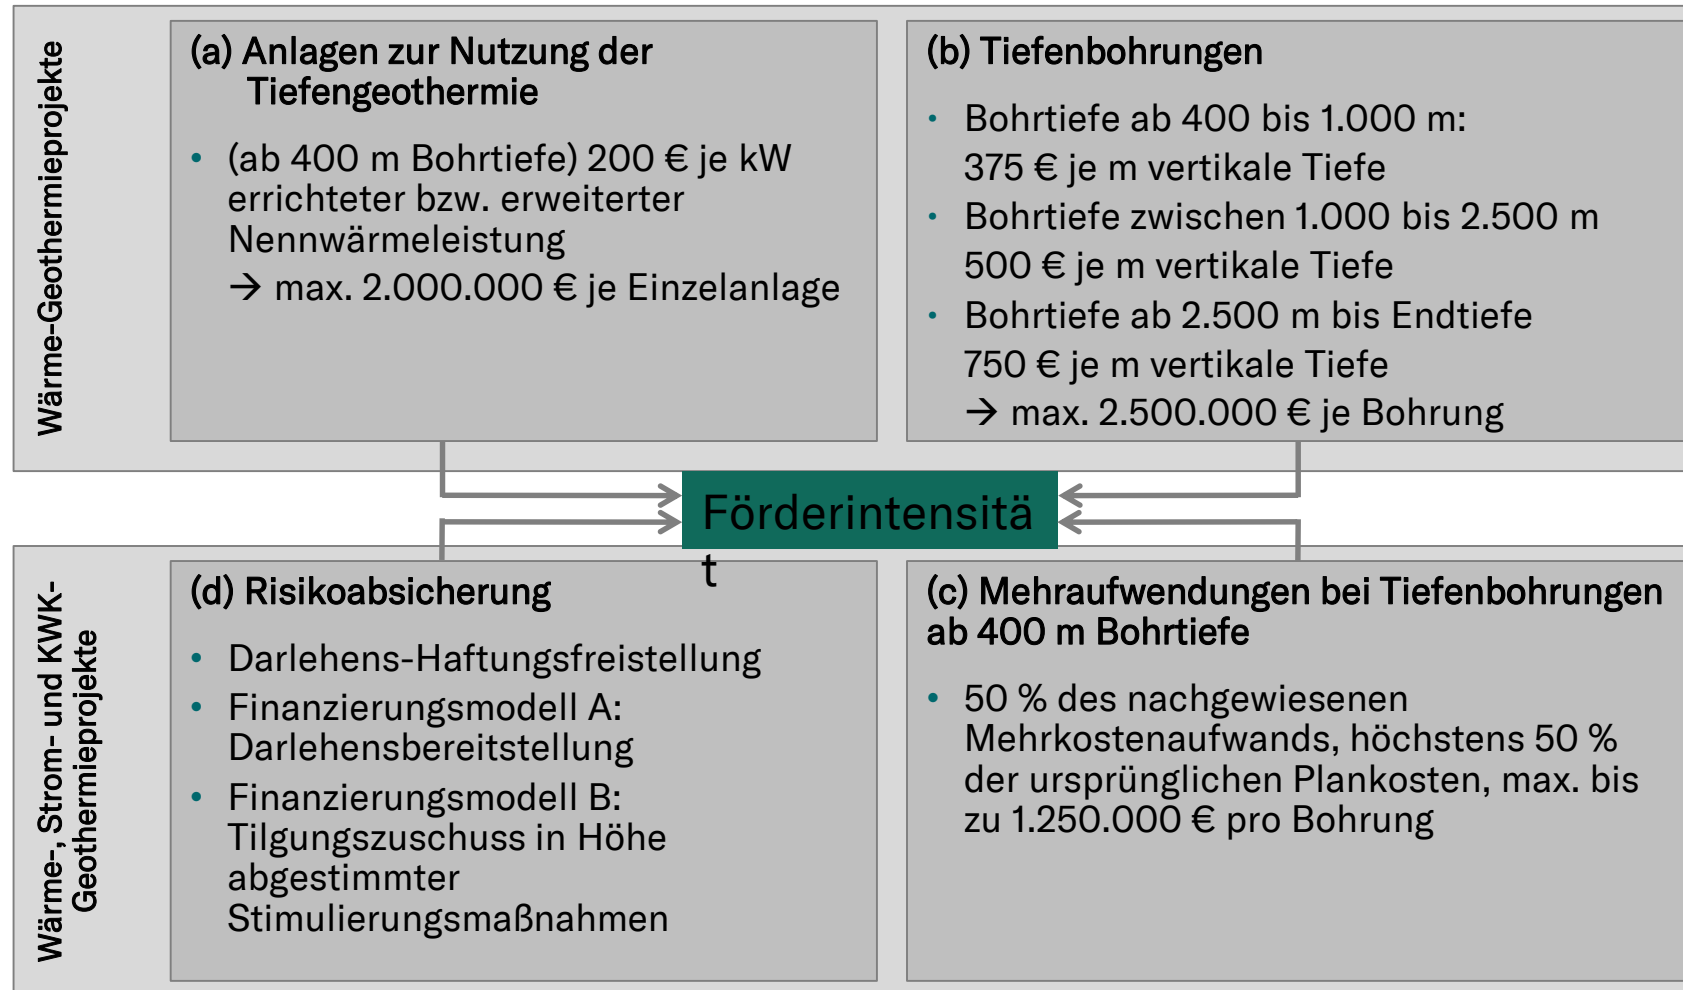 Wärme-Geothermieprojekte
(a) Anlagen zur Nutzung der
Tiefengeothermie
• (ab 400 m Bohrtiefe) 200 € je kW
errichteter bzw. erweiterter
Nennwärmeleistung
→ max. 2.000.000 € je Einzelanlage
(b) Tiefenbohrungen
• Bohrtiefe ab 400 bis 1.000 m:
375 € je m vertikale Tiefe
• Bohrtiefe zwischen 1.000 bis 2.500 m
500 € je m vertikale Tiefe
• Bohrtiefe ab 2.500 m bis Endtiefe
750 € je m vertikale Tiefe
→ max. 2.500.000 € je Bohrung
Förderintensitä
t
Wärme-, Strom- und KWK-
Geothermieprojekte
(d) Risikoabsicherung
• Darlehens-Haftungsfreistellung
• Finanzierungsmodell A:
Darlehensbereitstellung
• Finanzierungsmodell B:
Tilgungszuschuss in Höhe
abgestimmter
Stimulierungsmaßnahmen
(c) Mehraufwendungen bei Tiefenbohrungen
ab 400 m Bohrtiefe
• 50 % des nachgewiesenen
Mehrkostenaufwands, höchstens 50 %
der ursprünglichen Plankosten, max. bis
zu 1.250.000 € pro Bohrung